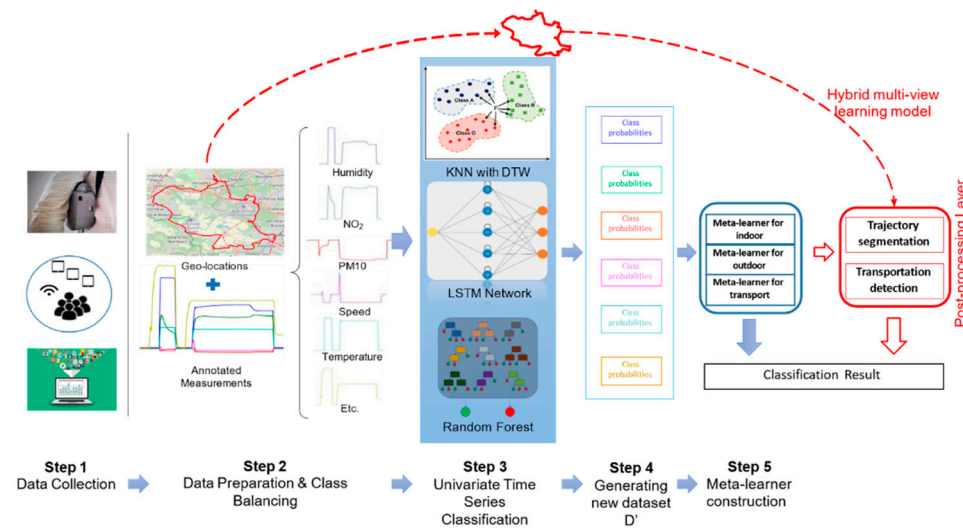 Hybrid multi-view
learning model
Class A
Class B
Class C
KNN with DTW
LSTM Network
Random Forest
Geo-locations
Annotated
Measurements
Humidity
NO2
PM10
Speed
Temperature
Etc.
Class
probabilities
Class
probabilities
Class
probabilities
Class
probabilities
Class
probabilities
Class
probabilities
Meta-learner for
indoor
Meta-learner for
outdoor
Meta-learner for
transport
Trajectory
segmentation
Transportation
detection
Post-processing Layer
Classification Result
Step 1
Data Collection
Step 2
Data Preparation & Class
Balancing
Step 3
Univariate Time
Series
Classification
Step 4
Generating
new dataset
D'
Step 5
Meta-learner
construction